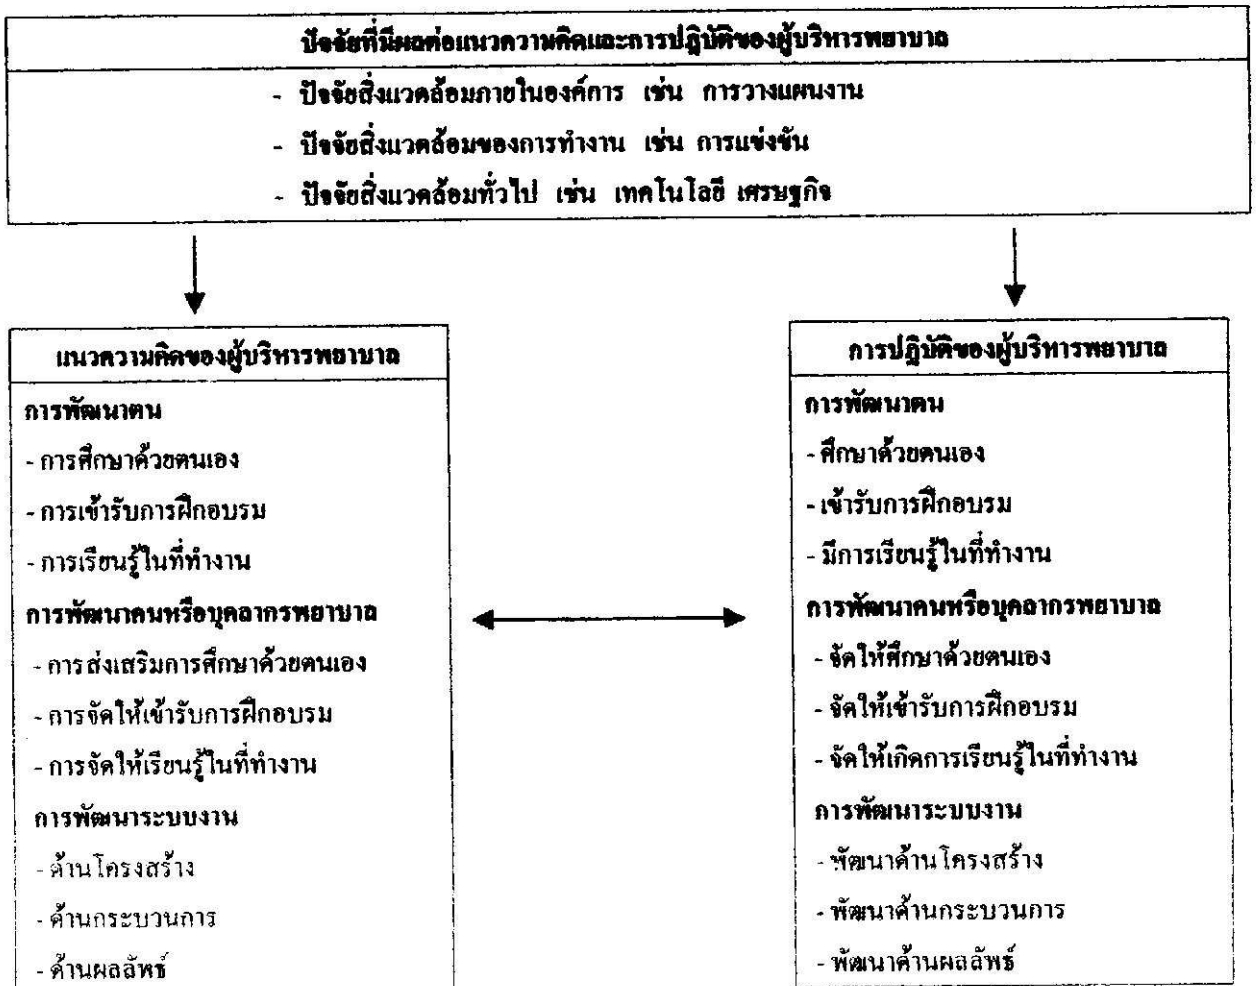 ปัจจัยที่มีผลต่อแนวความคิดและการปฏิบัติของผู้บริหารพยาบาล
- ปัจจัยสิ่งแวดล้อมภายในองค์การ เช่น การวางแผนงาน
- ปัจจัยสิ่งแวดล้อมของการทำงาน เช่น การแข่งขัน
- ปัจจัยสิ่งแวดล้อมทั่วไป เช่น เทคโนโลยี เศรษฐกิจ
แนวความคิดของผู้บริหารพยาบาล
การพัฒนาตน
- การศึกษาด้วยตนเอง
- การเข้ารับการฝึกอบรม
- การเรียนรู้ในที่ทำงาน
การพัฒนาคนหรือบุคลากรพยาบาล
- การส่งเสริมการศึกษาด้วยตนเอง
- การจัดให้เข้ารับการฝึกอบรม
- การจัดให้เรียนรู้ในที่ทำงาน
การพัฒนาระบบงาน
- ด้านโครงสร้าง
- ด้านกระบวนการ
- ด้านผลลัพธ์
การปฏิบัติของผู้บริหารพยาบาล
การพัฒนาตน
- ศึกษาด้วยตนเอง
- เข้ารับการฝึกอบรม
- มีการเรียนรู้ในที่ทำงาน
การพัฒนาคนหรือบุคลากรพยาบาล
- จัดให้ศึกษาด้วยตนเอง
- จัดให้เข้ารับการฝึกอบรม
- จัดให้เกิดการเรียนรู้ในที่ทำงาน
การพัฒนาระบบงาน
- พัฒนาด้านโครงสร้าง
- พัฒนาด้านกระบวนการ
- พัฒนาด้านผลลัพธ์